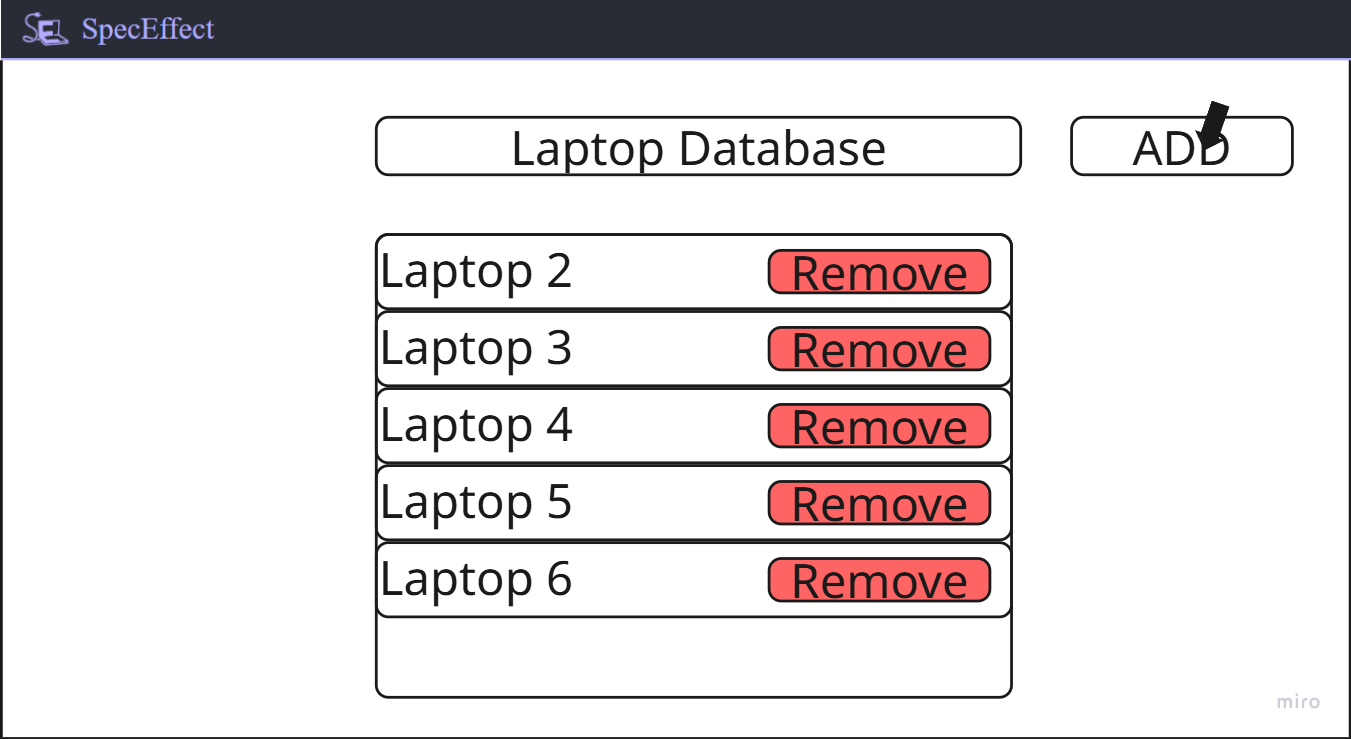 SpecEffect
Laptop Database
ADD
Laptop 2 Remove
Laptop 3 Remove
Laptop 4 Remove
Laptop 5 Remove
Laptop 6 Remove
miro